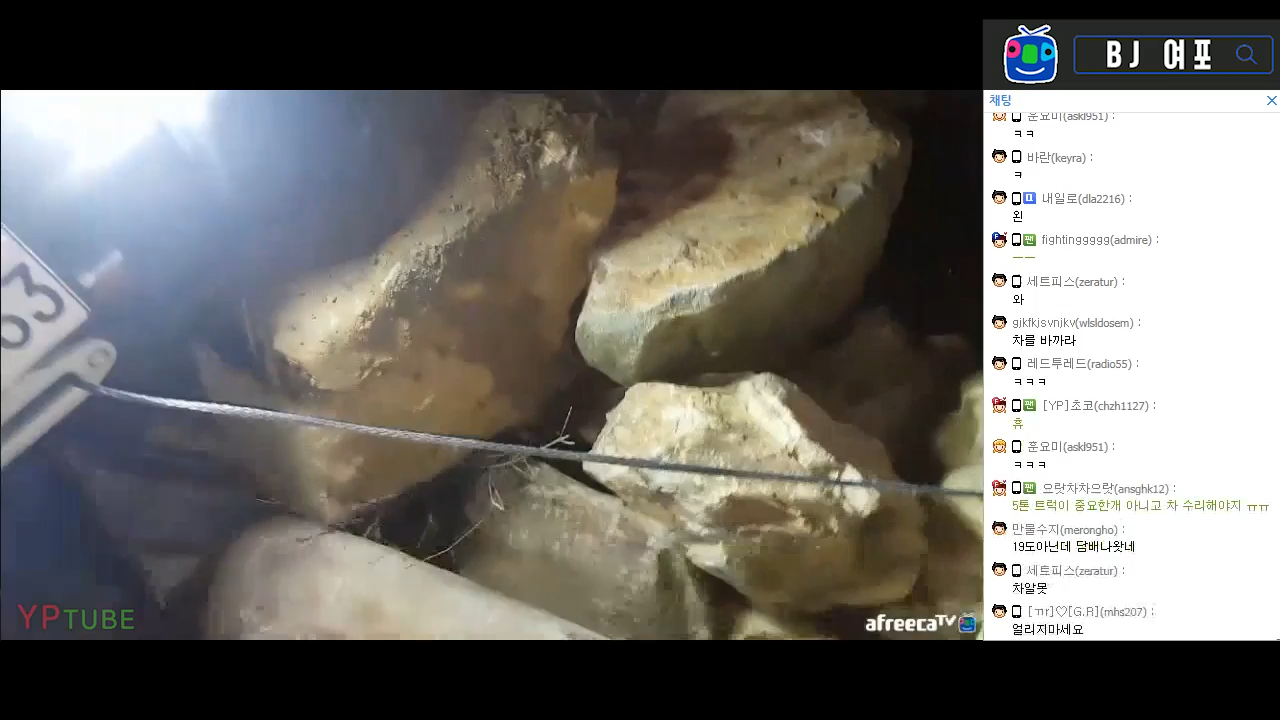 BJ 여포
채팅
훈요미(askl951) :
ㅋㅋ
바란(keyra) :
ㅋ
내일로(dla2216) :
왼
fightinggggg(admire) :
ㅡㅡ
세트피스(zeratur) :
와
gjkfkjsvnjkv(wlsldosem) :
차를 바까라
레드투레드(radio55) :
ㅋㅋㅋ
[YP]초코(chzh1127) :
휴
훈요미(askl951) :
ㅋㅋㅋ
으랏차차으랏(ansghk12) :
5톤 트럭이 중요한개 아니고 차 수리해야지 ㅠㅠ
만물수지(merongho) :
19도아닌데 담배나왓네
세트피스(zeratur) :
차알못
[ㄲr]♡[G.R](mhs207) :
얼리지마세요
63
YPTUBE
afreecaTV